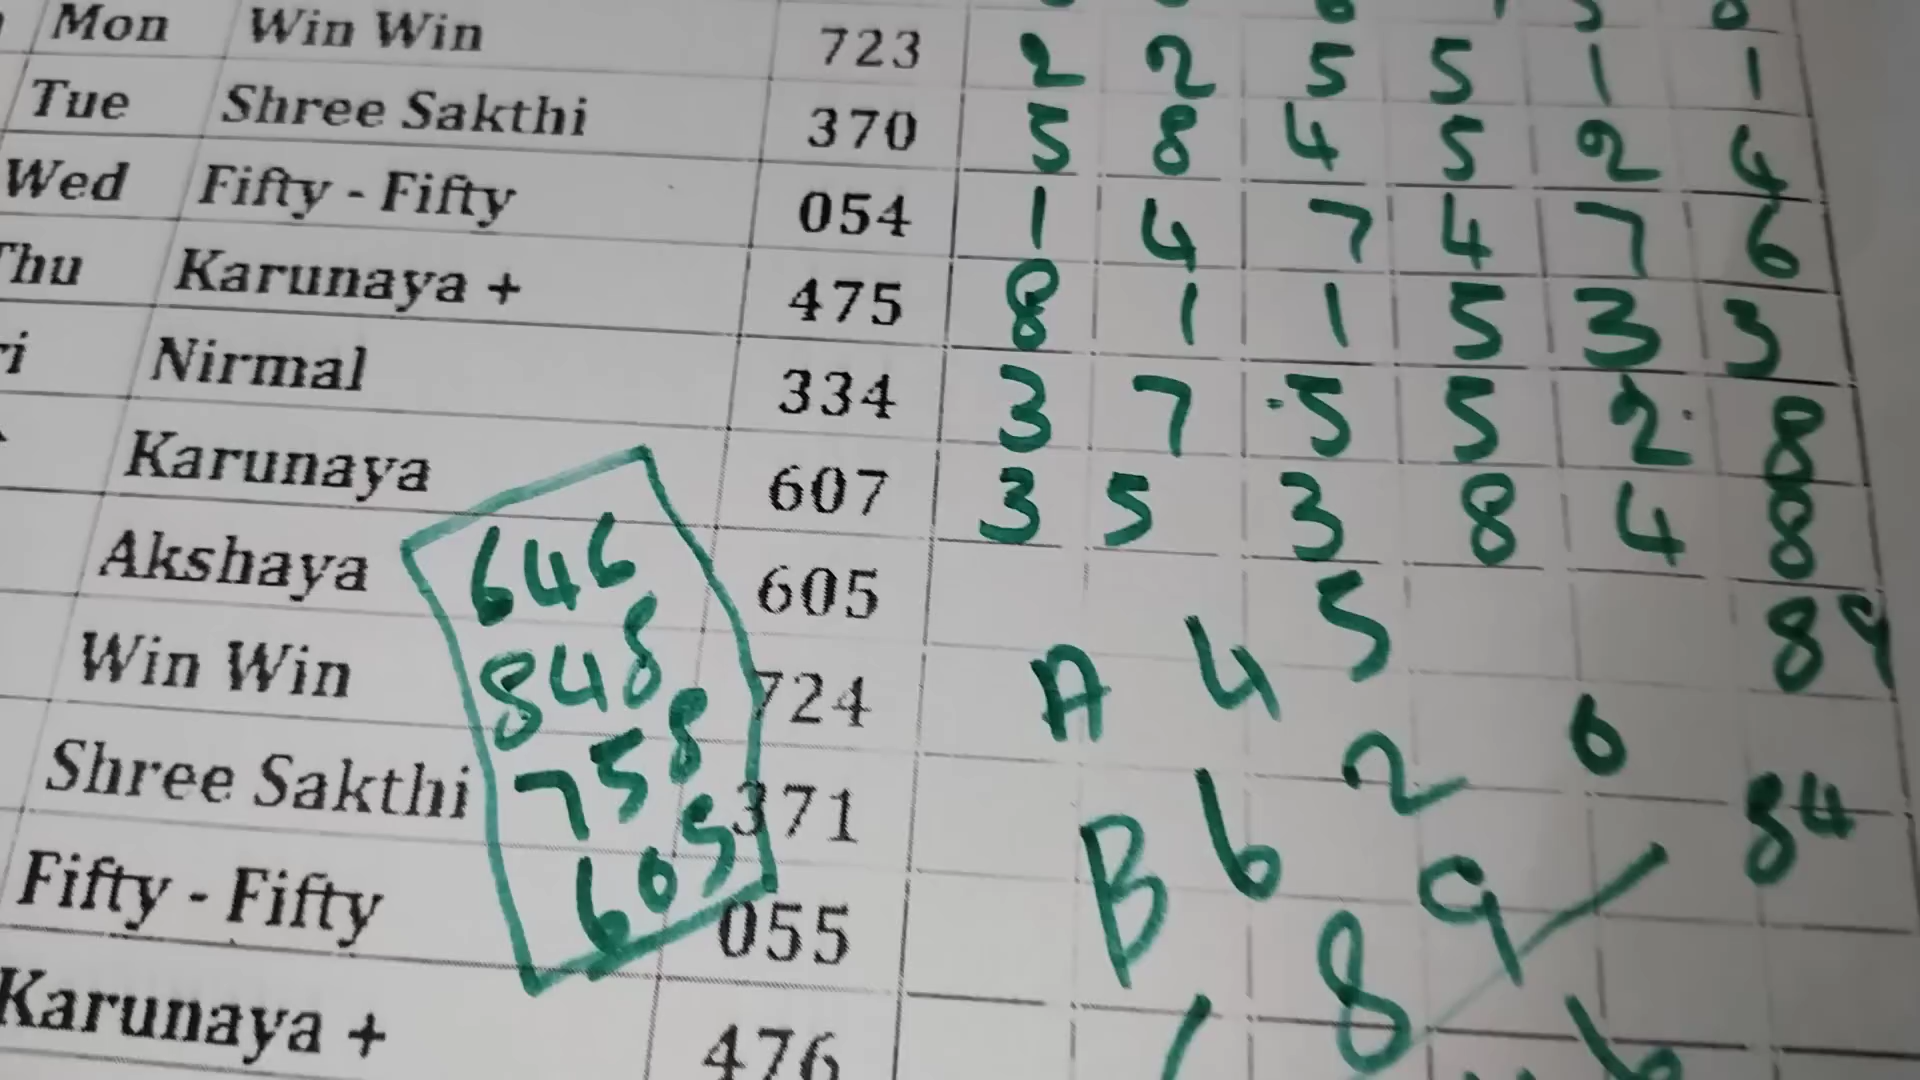 Mon Win Win 723 2 2 5 5 1 1
Tue Shree Sakthi 370 5 8 4 5 2 4
Wed Fifty - Fifty 054 1 4 7 4 7 6
Thu Karunaya + 475 8 1 1 5 3 3
ri Nirmal 334 3 7 5 5 2 8
Karunaya 607 3 5 3 8 4 8
Akshaya 605
Win Win 724
Shree Sakthi 371
Fifty - Fifty 055
Karunaya + 476
646
848
758
605
A 4 5 89
2 6
B 6 9 84
8